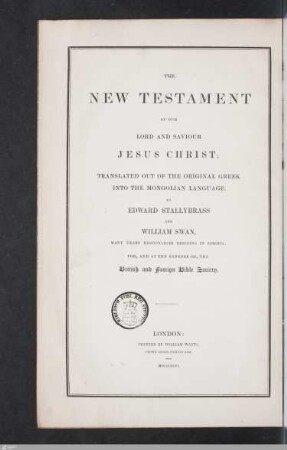 THE
NEW TESTAMENT
OF OUR
LORD AND SAVIOUR
JESUS CHRIST,
TRANSLATED OUT OF THE ORIGINAL GREEK
INTO THE MONGOLIAN LANGUAGE,
BY
EDWARD STALLYBRASS
AND
WILLIAM SWAN,
MANY YEARS MISSIONARIES RESIDING IN SIBERIA.
FOR, AND AT THE EXPENSE OF, THE
British and Foreign Bible Society.
LONDON:
PRINTED BY WILLIAM WATTS,